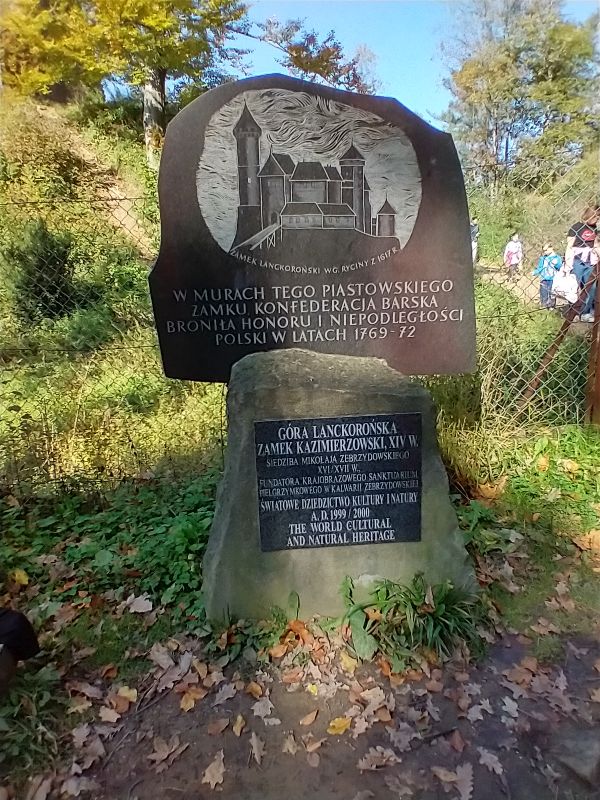 ZAMEK LANCKOROŃSKI WG. RYCINY Z 1617 R.
W MURACH TEGO PIASTOWSKIEGO
ZAMKU KONFEDERACJA BARSKA
BRONIŁA HONORU I NIEPODLEGŁOŚCI
POLSKI W LATACH 1769-72
GÓRA LANCKOROŃSKA
ZAMEK KAZIMIERZOWSKI, XIV W.
SIEDZIBA MIKOŁAJA ZEBRZYDOWSKIEGO
XVI/XVII W.,
FUNDATORA KRAJOBRAZOWEGO SANKTUARIUM
PIELGRZYMKOWEGO W KALWARII ZEBRZYDOWSKIEJ
ŚWIATOWE DZIEDZICTWO KULTURY I NATURY
A. D. 1999 / 2000
THE WORLD CULTURAL
AND NATURAL HERITAGE